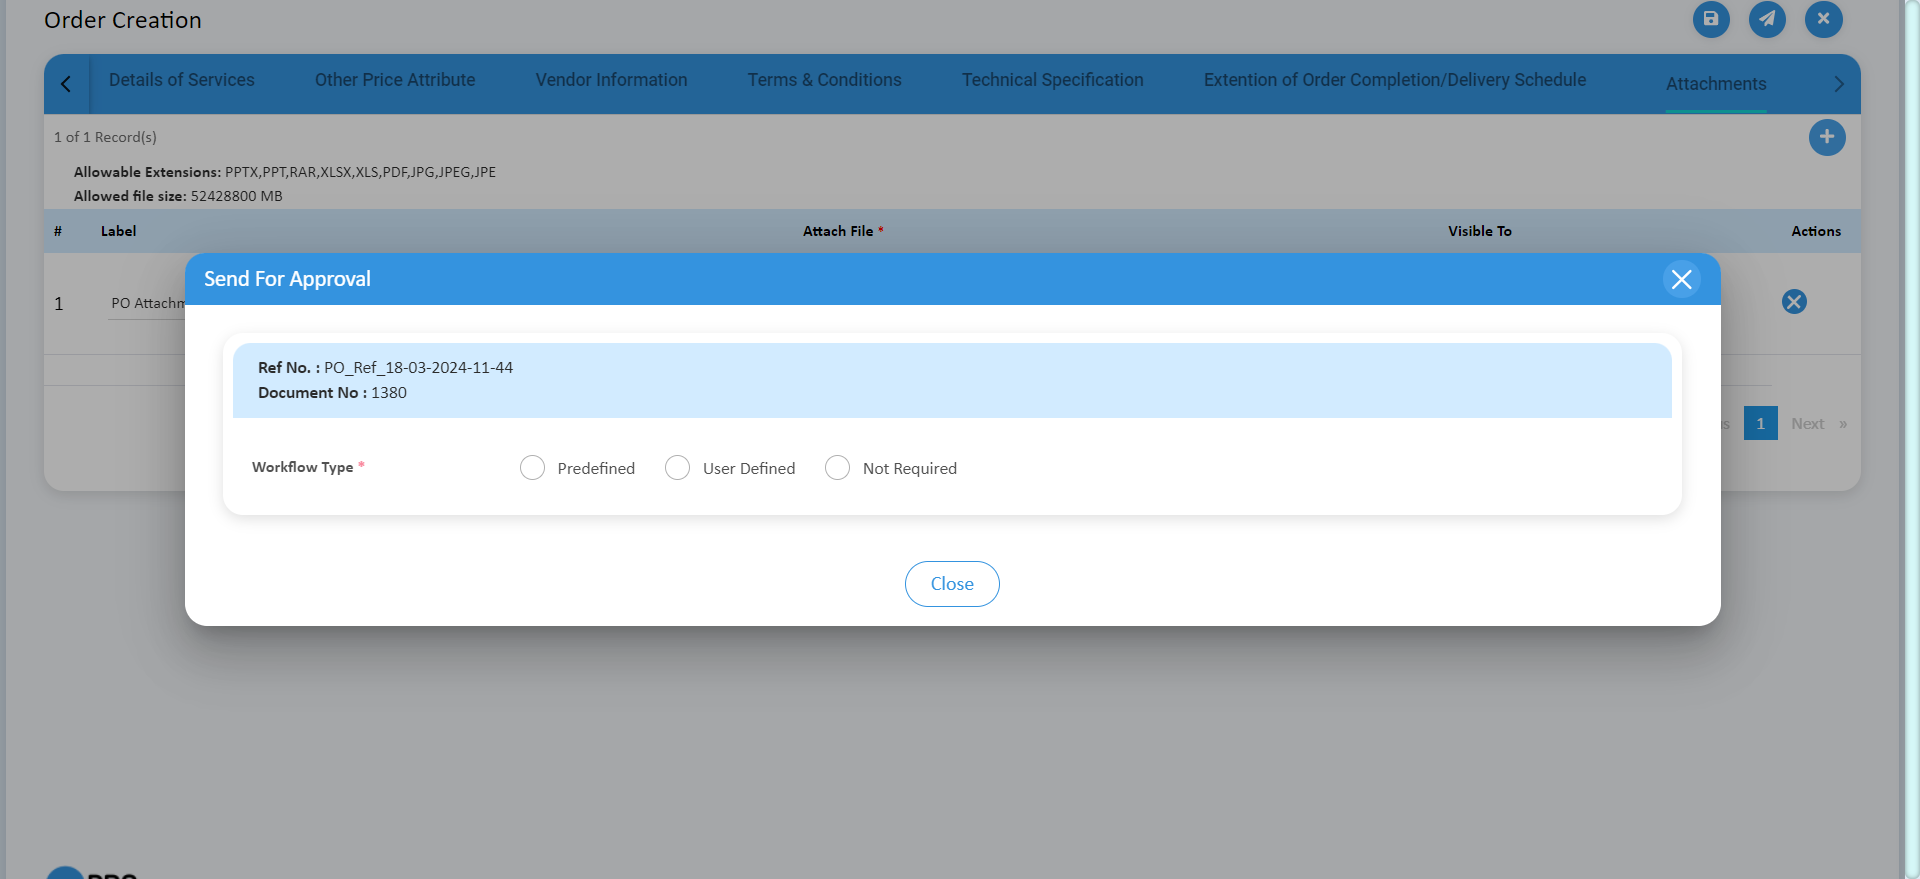 Order Creation
Details of Services Other Price Attribute Vendor Information Terms & Conditions Technical Specification Extention of Order Completion/Delivery Schedule Attachments
1 of 1 Record(s)
Allowable Extensions: PPTX,PPT,RAR,XLSX,XLS,PDF,JPG,JPEG,JPE
Allowed file size: 52428800 MB
# Label Attach File * Visible To Actions
Send For Approval
1 PO Attachm
Ref No. : PO_Ref_18-03-2024-11-44
Document No : 1380
1 Next »
Workflow Type * Predefined User Defined Not Required
Close